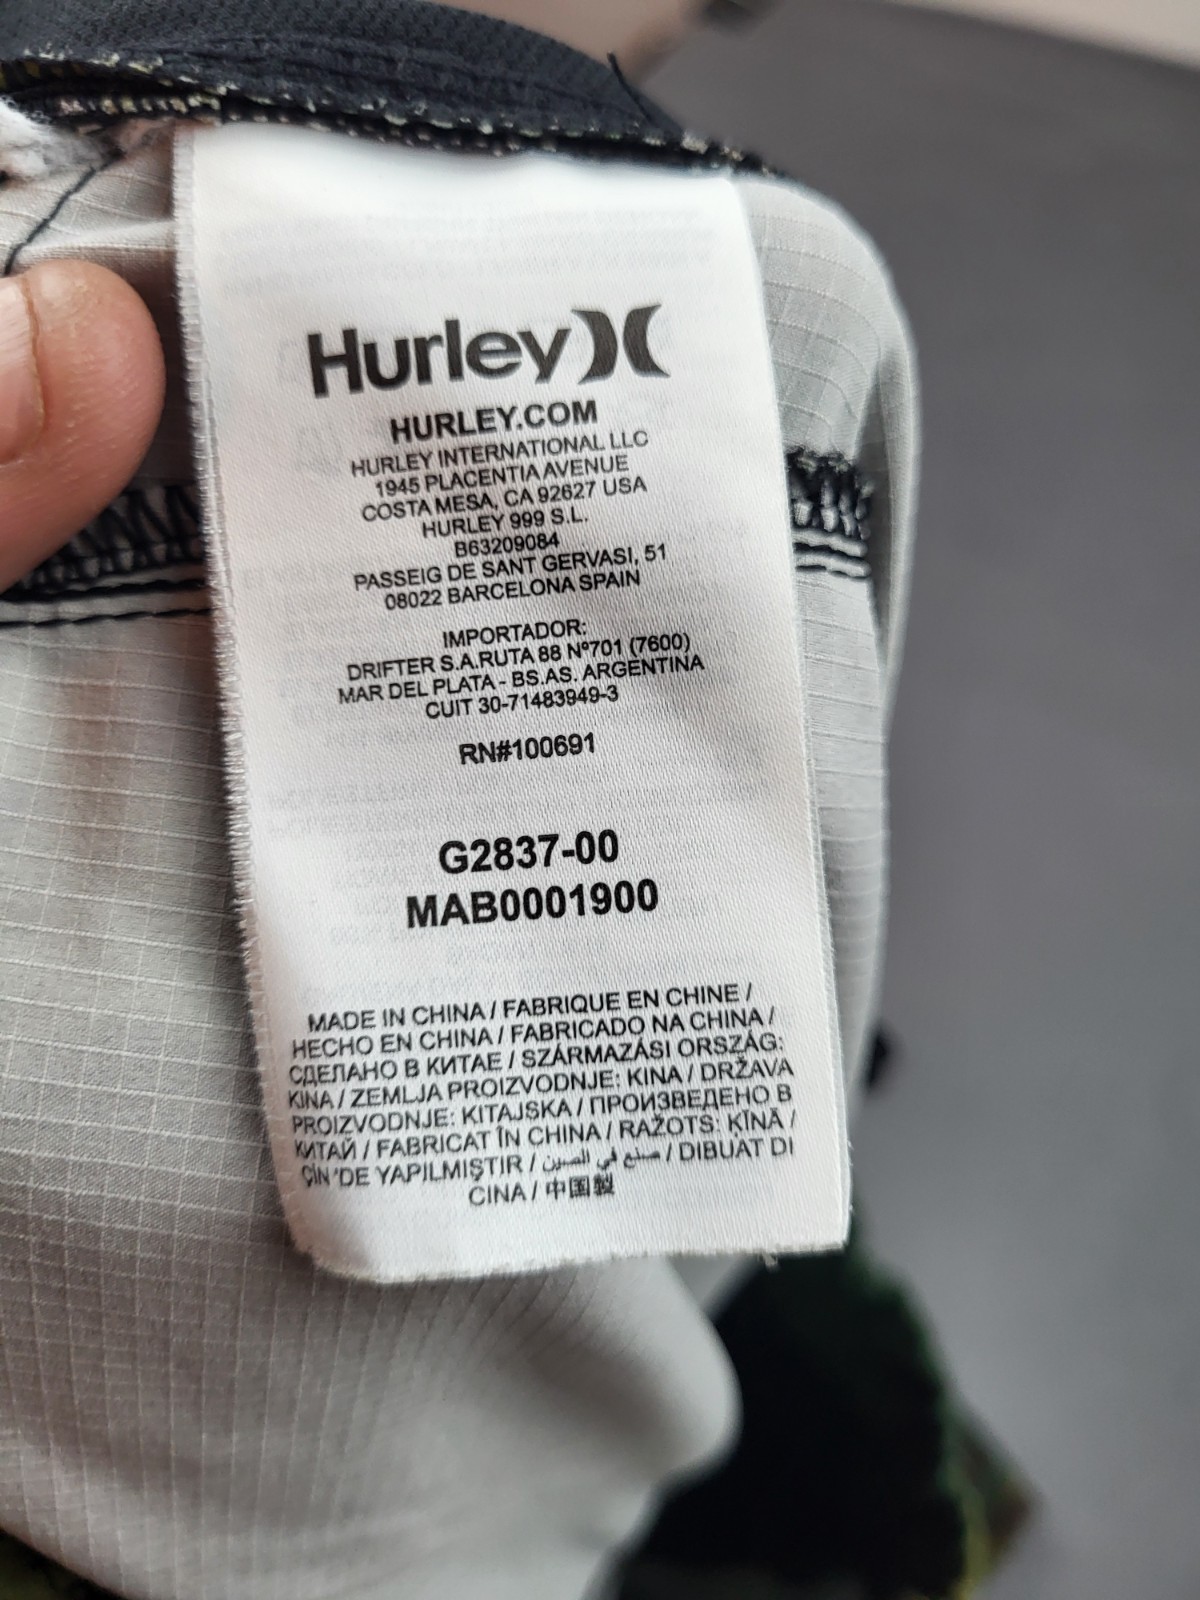 Hurley
HURLEY.COM
HURLEY INTERNATIONAL LLC
1945 PLACENTIA AVENUE
COSTA MESA, CA 92627 USA
HURLEY 999 S.L.
B63209084
PASSEIG DE SANT GERVASI, 51
08022 BARCELONA SPAIN
IMPORTADOR:
DRIFTER S.A.RUTA 88 Nº701 (7600)
MAR DEL PLATA - BS.AS. ARGENTINA
CUIT 30-71483949-3
RN#100691
G2837-00
MAB0001900
MADE IN CHINA / FABRIQUE EN CHINE /
HECHO EN CHINA / FABRICADO NA CHINA /
СДЕЛАНО В КИТАЕ / SZÁRMAZÁSI ORSZÁG:
KINA / ZEMLJA PROIZVODNJE: KINA / DRŽAVA
PROIZVODNJE: KITAJSKA / ПРОИЗВЕДЕНО В
КИТАЙ / FABRICAT ÎN CHINA / RAŽOTS: ĶĪNĀ /
ÇİN'DE YAPILMIŞTIR / صنع في الصين / DIBUAT DI
CINA / 中国製